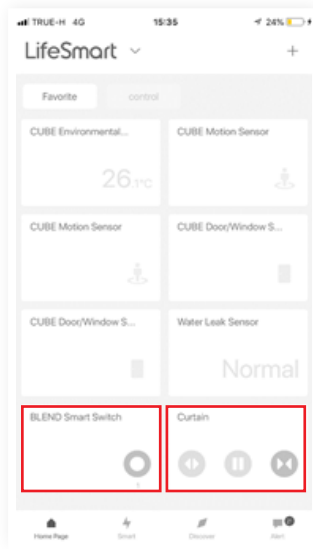 TRUE-H 4G 15:35 24%
LifeSmart
Favorite control
CUBE Environmental... CUBE Motion Sensor
26.1°C
CUBE Motion Sensor CUBE Door/Window S...
CUBE Door/Window S... Water Leak Sensor
Normal
BLEND Smart Switch Curtain
Home Page Smart Discover Alert